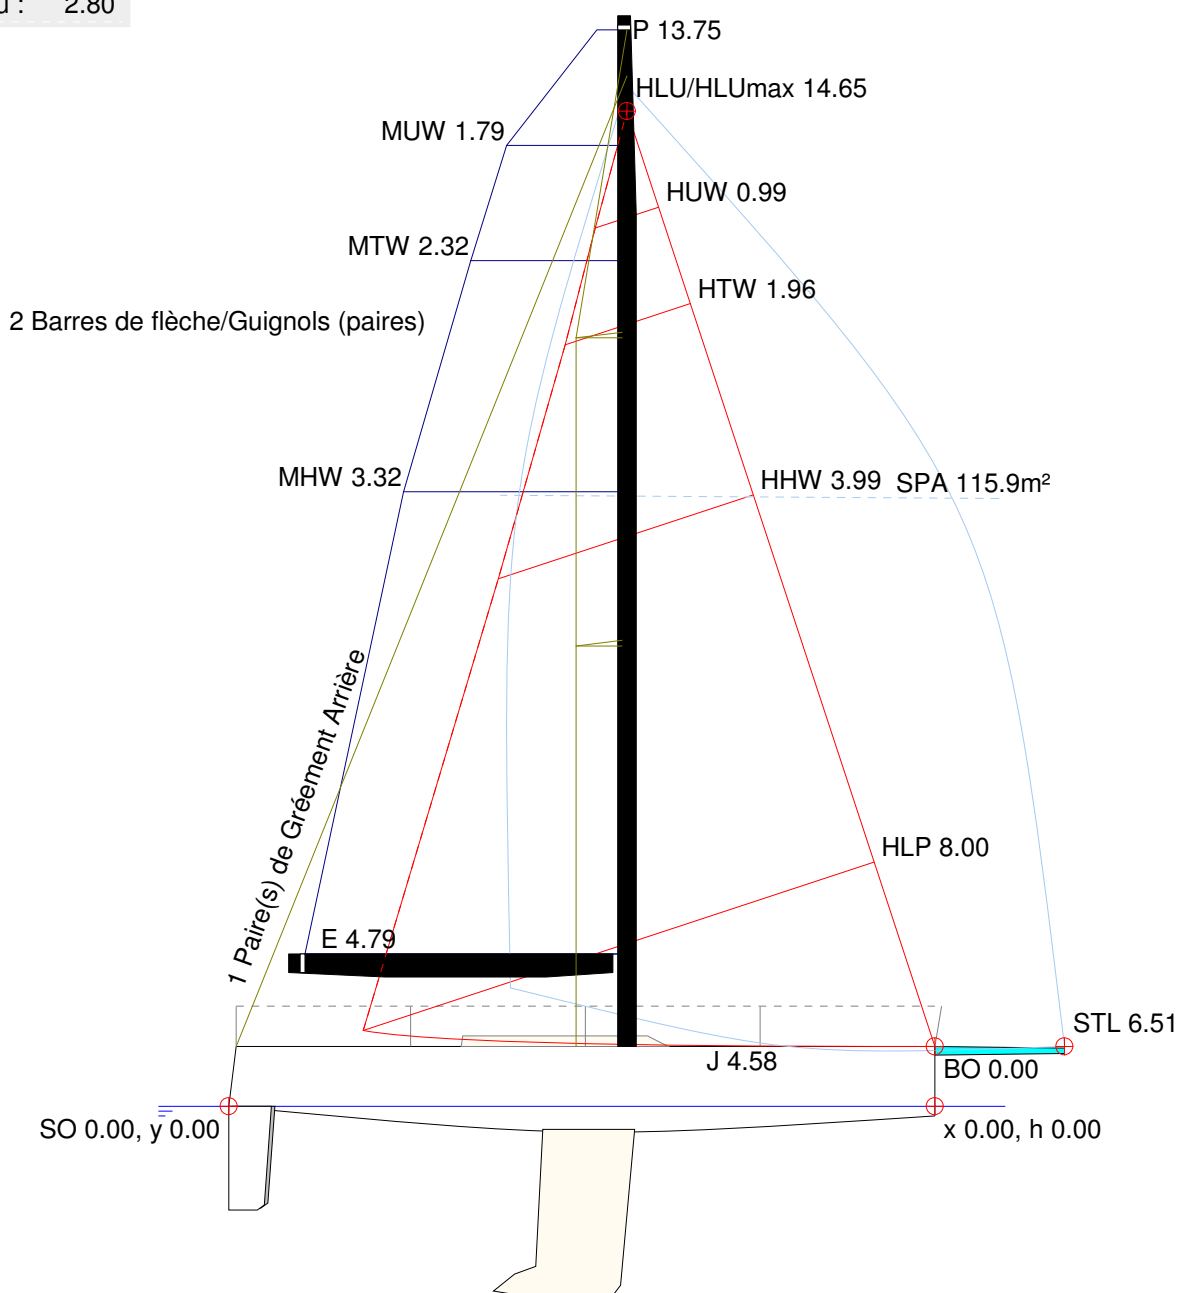 2.80
P 13.75
HLU/HLUmax 14.65
MUW 1.79
HUW 0.99
MTW 2.32
HTW 1.96
2 Barres de flèche/Guignols (paires)
MHW 3.32
HHW 3.99
SPA 115.9m²
1 Paire(s) de Gréement Arrière
HLP 8.00
E 4.79
STL 6.51
J 4.58
BO 0.00
SO 0.00, y 0.00
x 0.00, h 0.00